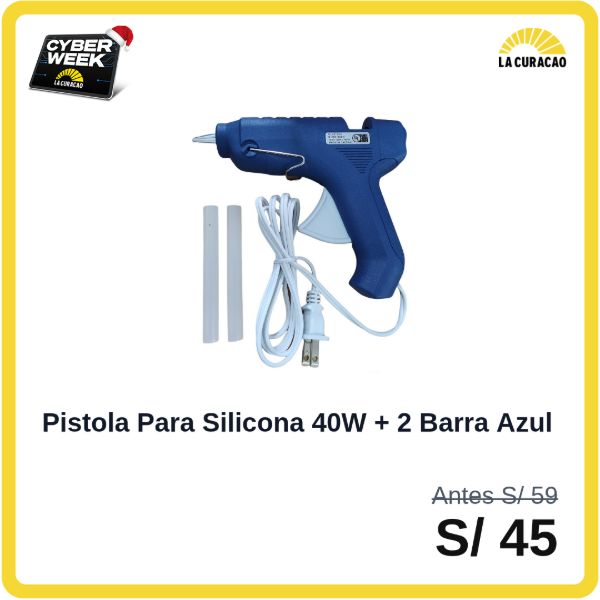 CYBER
WEEK
LA CURACAO
LA CURACAO
Pistola Para Silicona 40W + 2 Barra Azul
Antes S/ 59
S/ 45